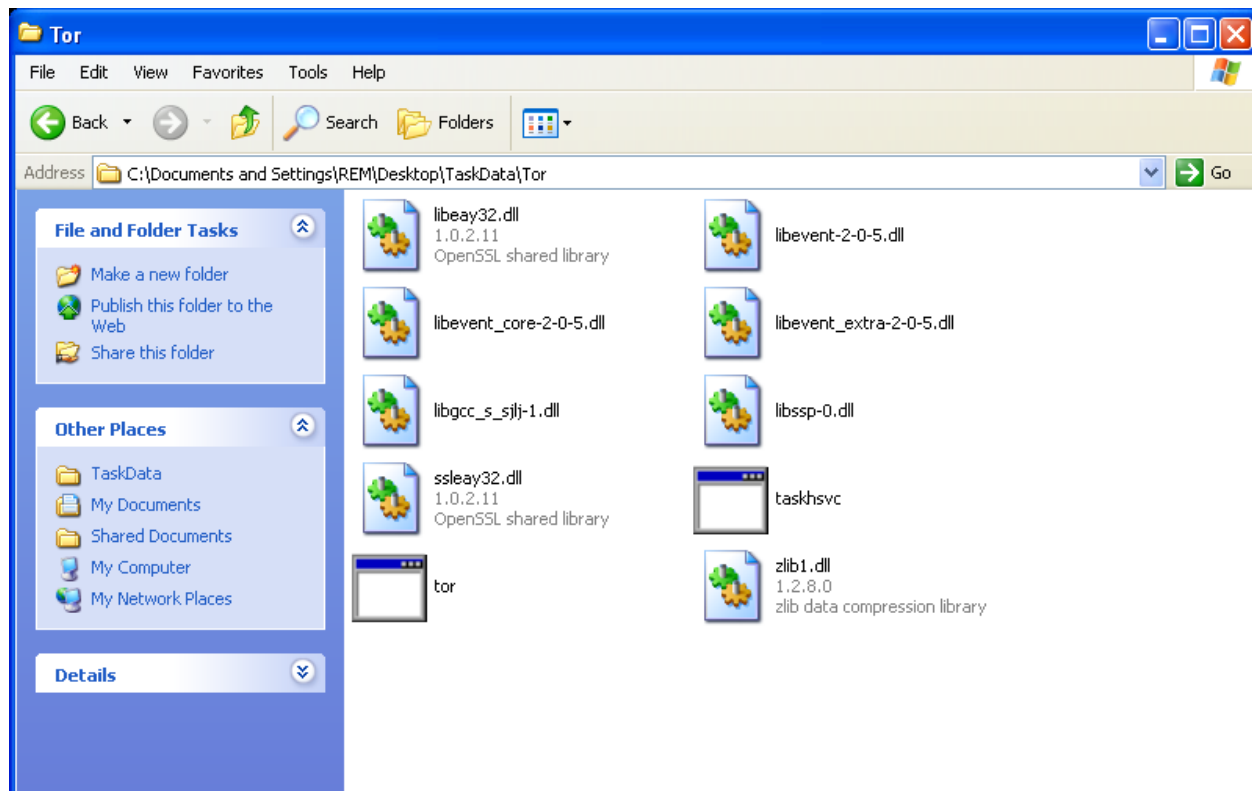 Tor
File Edit View Favorites Tools Help
Back Search Folders
Address C:\Documents and Settings\REM\Desktop\TaskData\Tor Go
File and Folder Tasks
Make a new folder
Publish this folder to the
Web
Share this folder
Other Places
TaskData
My Documents
Shared Documents
My Computer
My Network Places
Details
libeay32.dll
1.0.2.11
OpenSSL shared library
libevent-2-0-5.dll
libevent_core-2-0-5.dll
libevent_extra-2-0-5.dll
libgcc_s_sjlj-1.dll
libssp-0.dll
ssleay32.dll
1.0.2.11
OpenSSL shared library
taskhsvc
tor
zlib1.dll
1.2.8.0
zlib data compression library